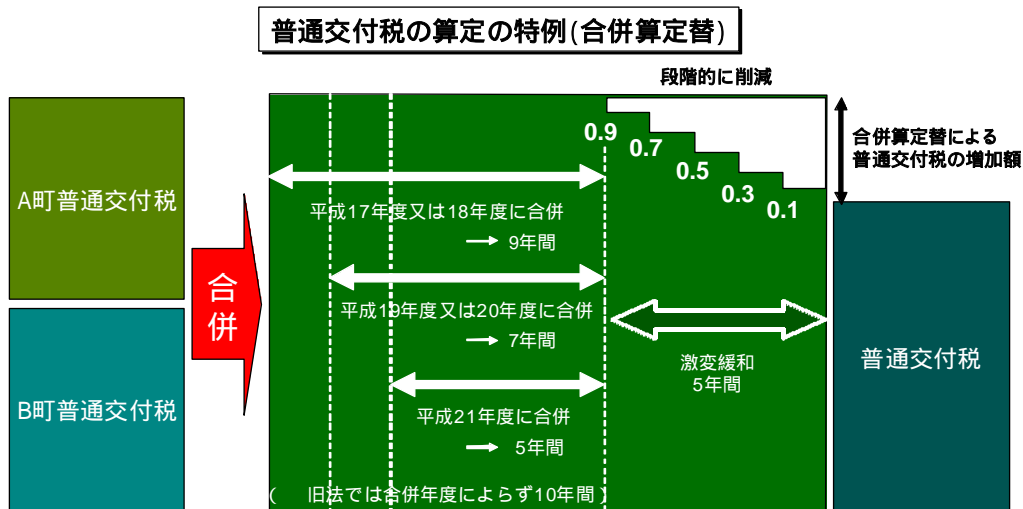 普通交付税の算定の特例(合併算定替)
段階的に削減
A町普通交付税
B町普通交付税
合
併
0.9
0.7
0.5
0.3
0.1
合併算定替による
普通交付税の増加額
平成17年度又は18年度に合併
→ 9年間
平成19年度又は20年度に合併
→ 7年間
平成21年度に合併
→ 5年間
激変緩和
5年間
普通交付税
( 旧法では合併年度によらず10年間)